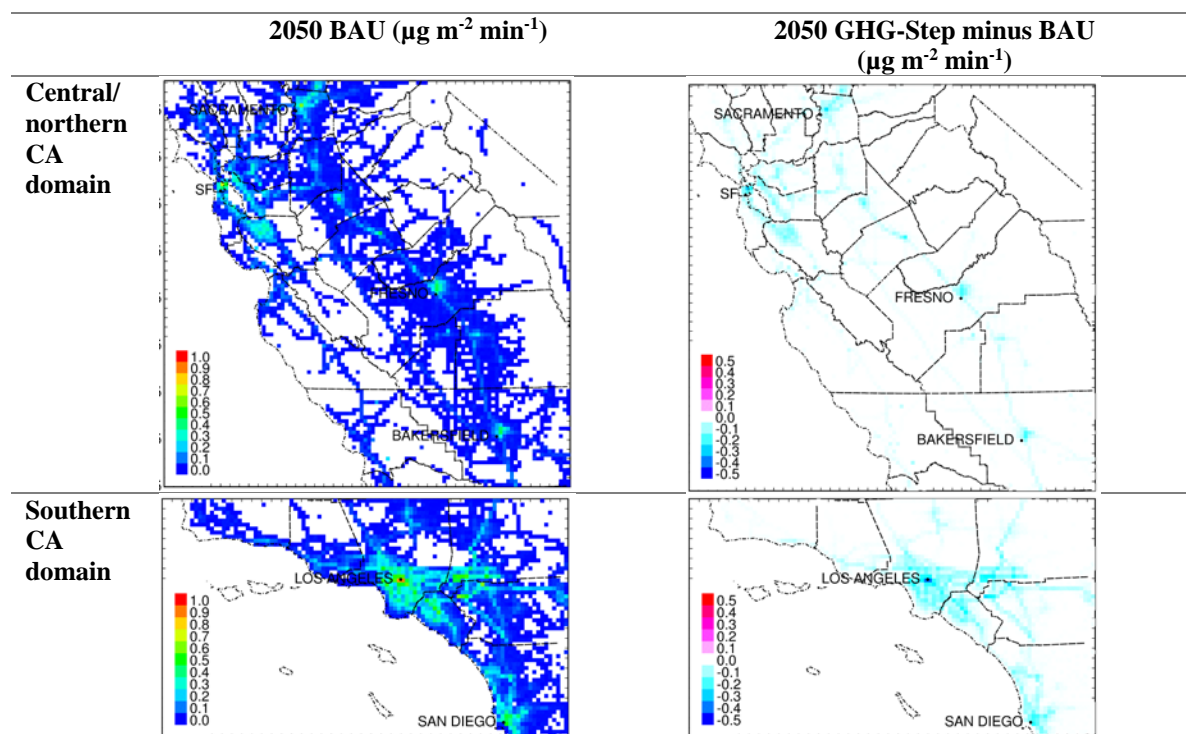 2050 BAU (µg m-2 min-1)
2050 GHG-Step minus BAU
(µg m-2 min-1)
Central/
northern
CA
domain
SACRAMENTO
SF
FRESNO
BAKERSFIELD
1.0
0.9
0.8
0.7
0.6
0.5
0.4
0.3
0.2
0.1
0.0
SACRAMENTO
SF
FRESNO
BAKERSFIELD
0.5
0.4
0.3
0.2
0.1
0.0
-0.1
-0.2
-0.3
-0.4
-0.5
Southern
CA
domain
LOS ANGELES
SAN DIEGO
1.0
0.9
0.8
0.7
0.6
0.5
0.4
0.3
0.2
0.1
0.0
LOS ANGELES
SAN DIEGO
0.5
0.4
0.3
0.2
0.1
0.0
-0.1
-0.2
-0.3
-0.4
-0.5